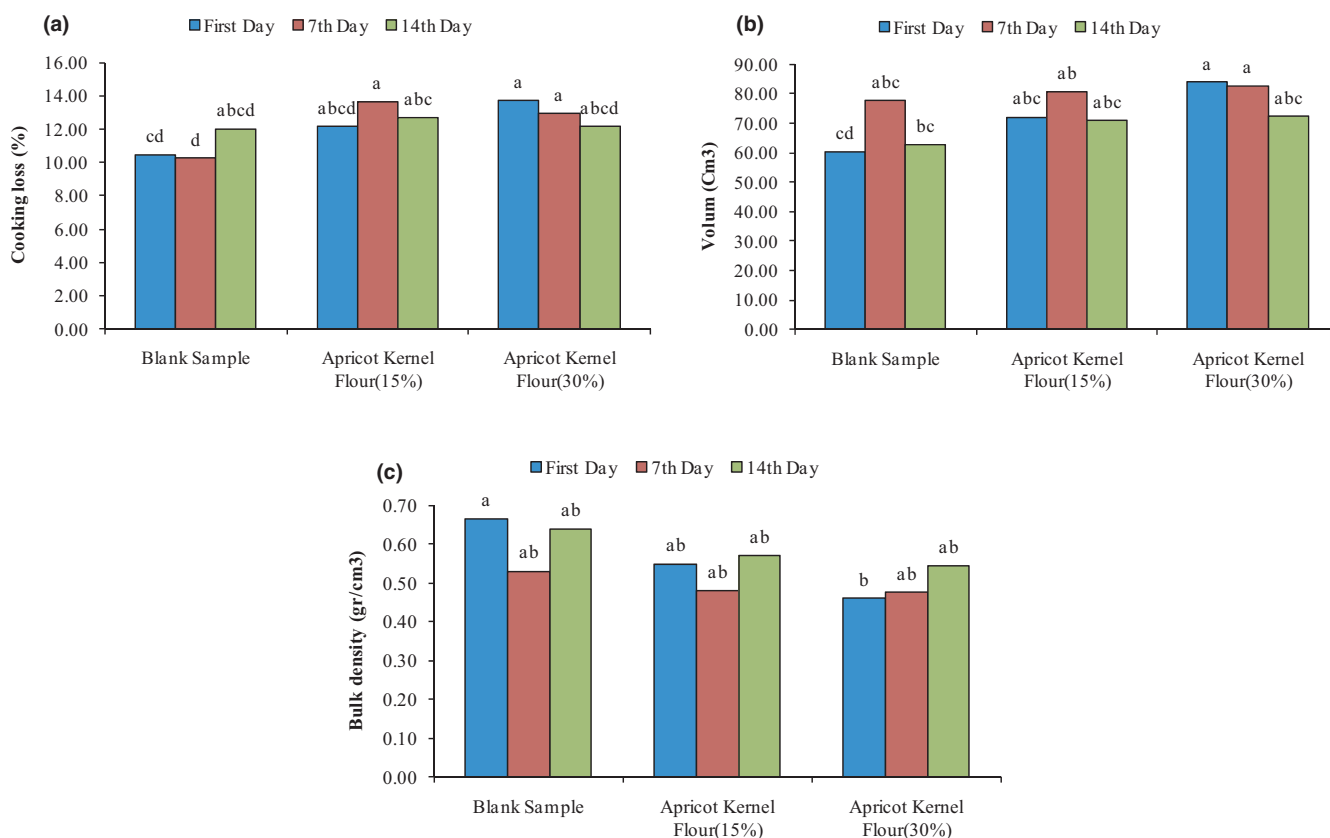 (a)
First Day 7th Day 14th Day
16.00
14.00
12.00
10.00
8.00
6.00
4.00
2.00
0.00
Cooking loss (%)
cd d abcd
abcd a abc
a a abcd
Blank Sample
Apricot Kernel
Flour(15%)
Apricot Kernel
Flour(30%)
(b)
First Day 7th Day 14th Day
90.00
80.00
70.00
60.00
50.00
40.00
30.00
20.00
10.00
0.00
Volum (Cm3)
cd abc bc
abc ab abc
a a abc
Blank Sample
Apricot Kernel
Flour(15%)
Apricot Kernel
Flour(30%)
(c)
First Day 7th Day 14th Day
0.70
0.60
0.50
0.40
0.30
0.20
0.10
0.00
Bulk density (gr/cm3)
a ab ab
ab ab ab
b ab ab
Blank Sample
Apricot Kernel
Flour(15%)
Apricot Kernel
Flour(30%)